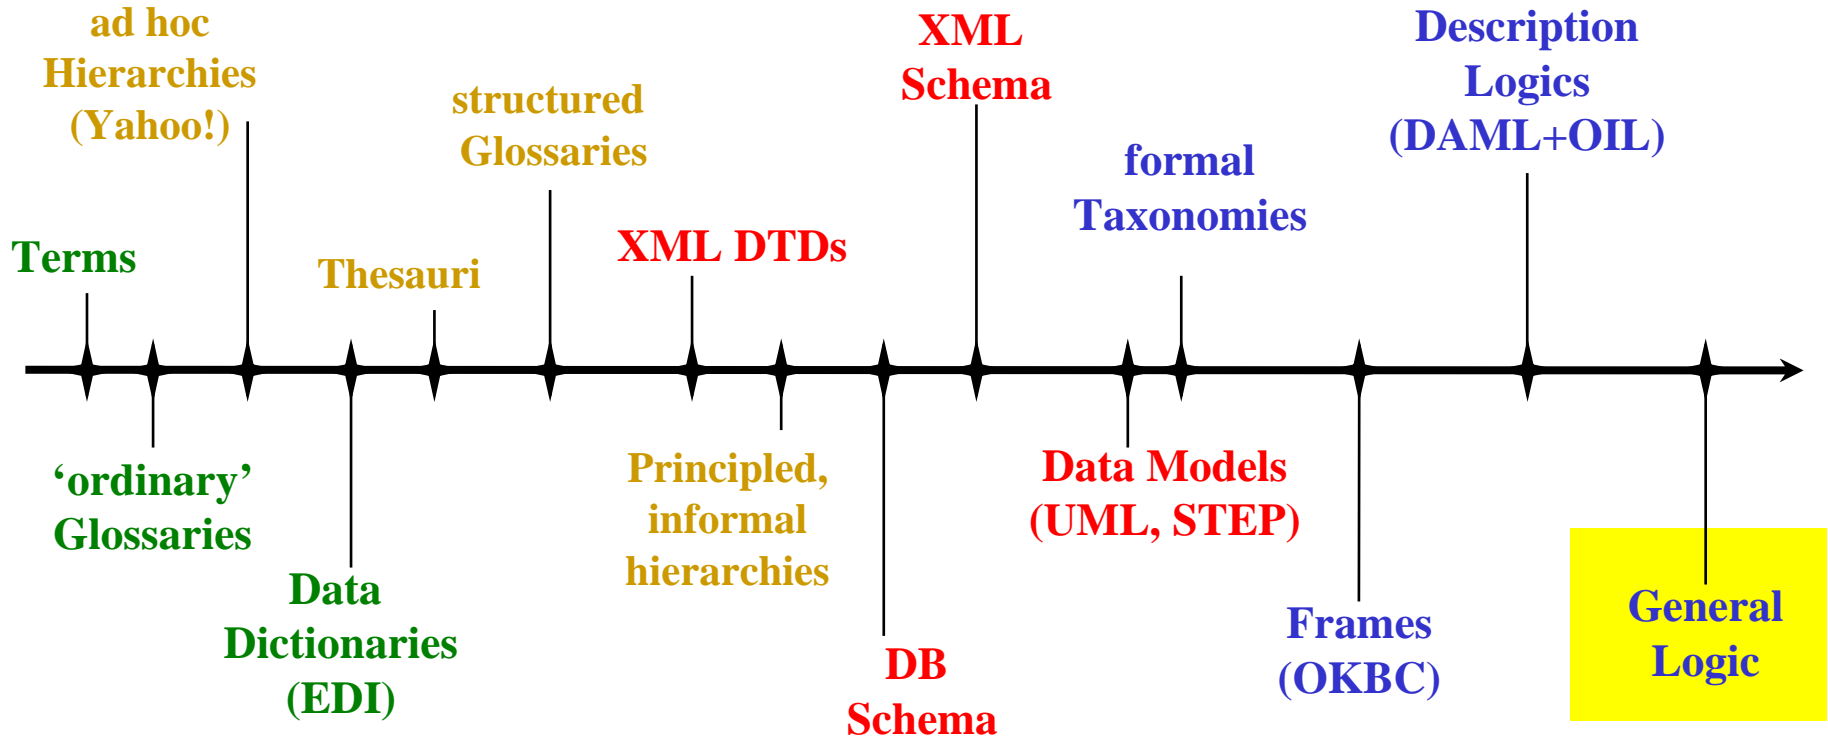 ad hoc
Hierarchies
(Yahoo!)
structured
Glossaries
XML
Schema
Description
Logics
(DAML+OIL)
formal
Taxonomies
Terms
Thesauri
XML DTDs
‘ordinary’
Glossaries
Data
Dictionaries
(EDI)
Principled,
informal
hierarchies
DB
Schema
Data Models
(UML, STEP)
Frames
(OKBC)
General
Logic